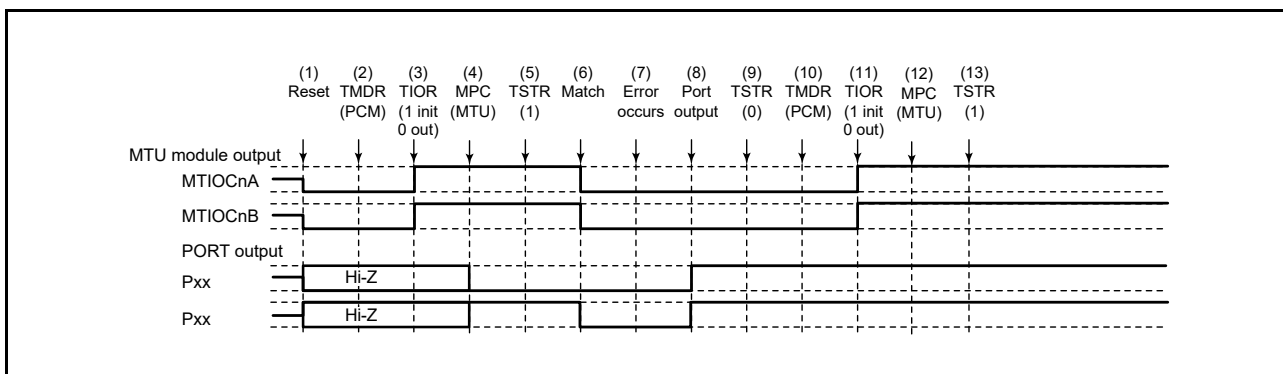 (1) (2) (3) (4) (5) (6) (7) (8) (9) (10) (11) (12) (13)
Reset TMDR TIOR MPC TSTR Match Error Port TSTR TMDR TIOR MPC TSTR
(PCM) (1 init (MTU) (1) occurs output (0) (PCM) (1 init (MTU) (1)
0 out) 0 out)
MTU module output
MTIOCnA
MTIOCnB
PORT output
Pxx Hi-Z
Pxx Hi-Z